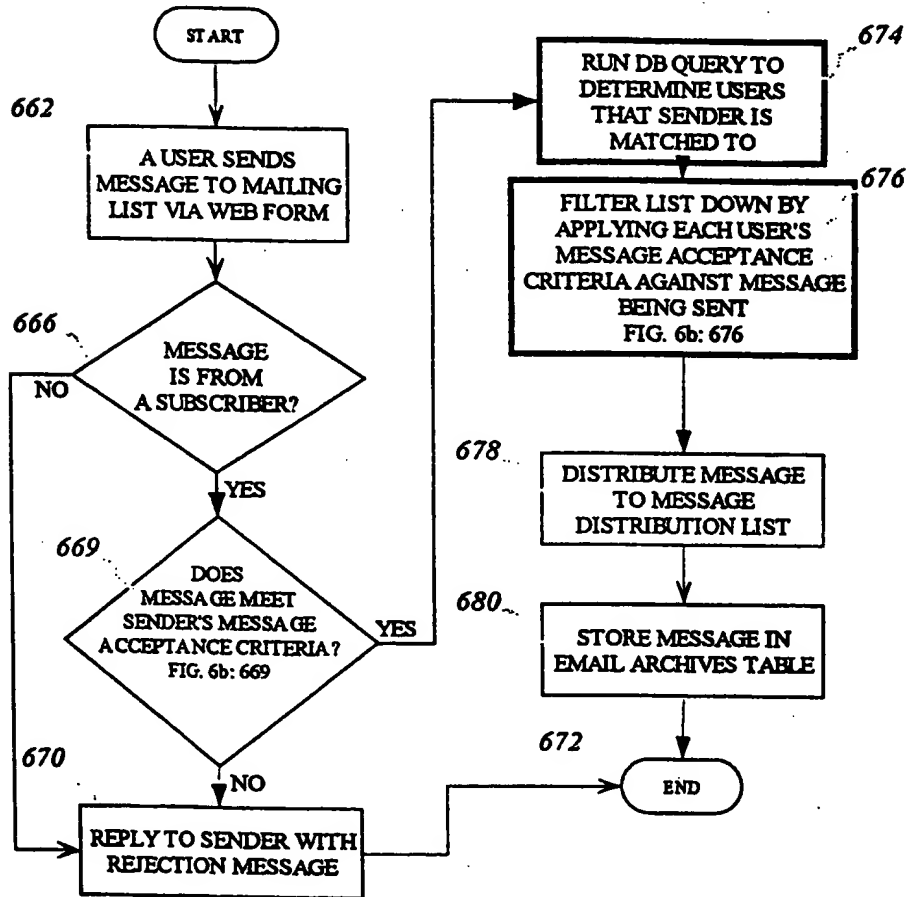 START
662
A USER SENDS
MESSAGE TO MAILING
LIST VIA WEB FORM
666
MESSAGE
IS FROM
A SUBSCRIBER?
NO
YES
669
DOES
MESSAGE MEET
SENDER'S MESSAGE
ACCEPTANCE CRITERIA?
FIG. 6b: 669
YES
670
NO
REPLY TO SENDER WITH
REJECTION MESSAGE
674
RUN DB QUERY TO
DETERMINE USERS
THAT SENDER IS
MATCHED TO
676
FILTER LIST DOWN BY
APPLYING EACH USER'S
MESSAGE ACCEPTANCE
CRITERIA AGAINST MESSAGE
BEING SENT
FIG. 6b: 676
678
DISTRIBUTE MESSAGE
TO MESSAGE
DISTRIBUTION LIST
680
STORE MESSAGE IN
EMAIL ARCHIVES TABLE
672
END